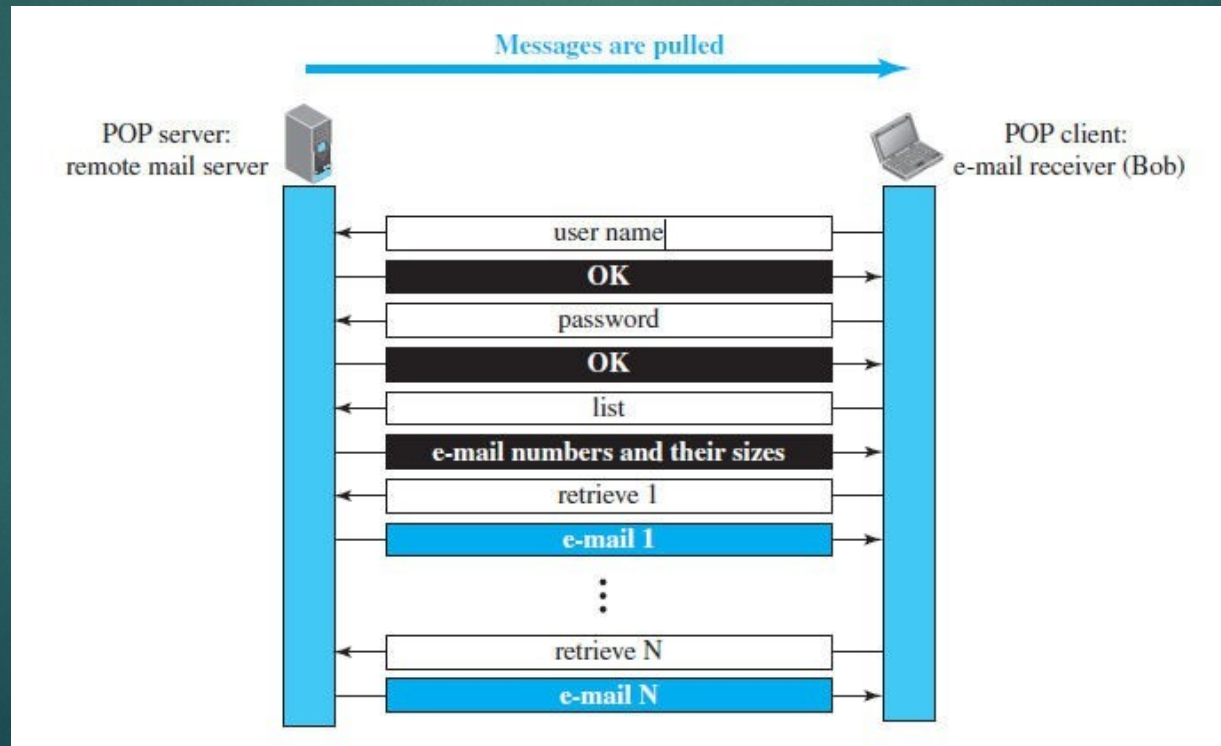 Messages are pulled
POP server:
remote mail server
POP client:
e-mail receiver (Bob)
user name
OK
password
OK
list
e-mail numbers and their sizes
retrieve 1
e-mail 1
retrieve N
e-mail N